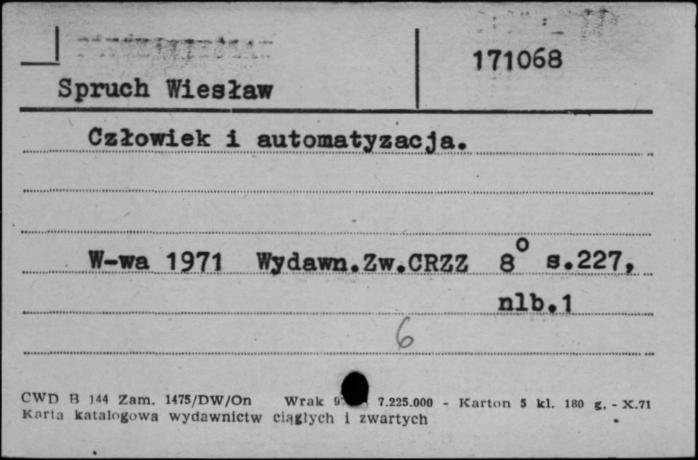 171068
Spruch Wiesław
Człowiek i automatyzacja.
W-wa 1971 Wydawn.Zw.CRZZ 8° s.227,
nlb.1
6
CWD B 144 Zam. 1475/DW/On Wrak 7.225.000 - Karton 5 kl. 180 g. - X.71
Karta katalogowa wydawnictw ciągłych i zwartych